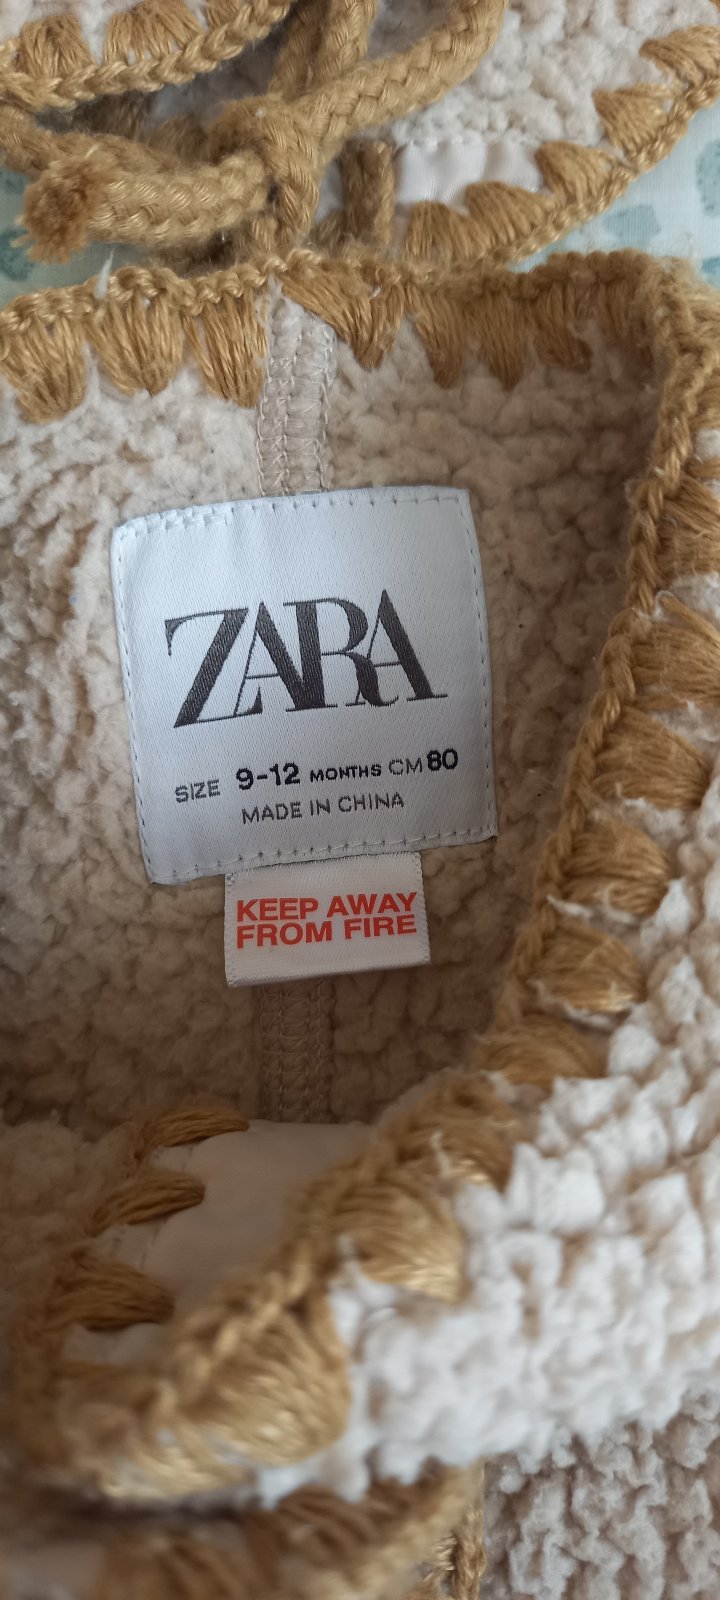 ZARA
SIZE 9-12 MONTHS CM 80
MADE IN CHINA
KEEP AWAY
FROM FIRE